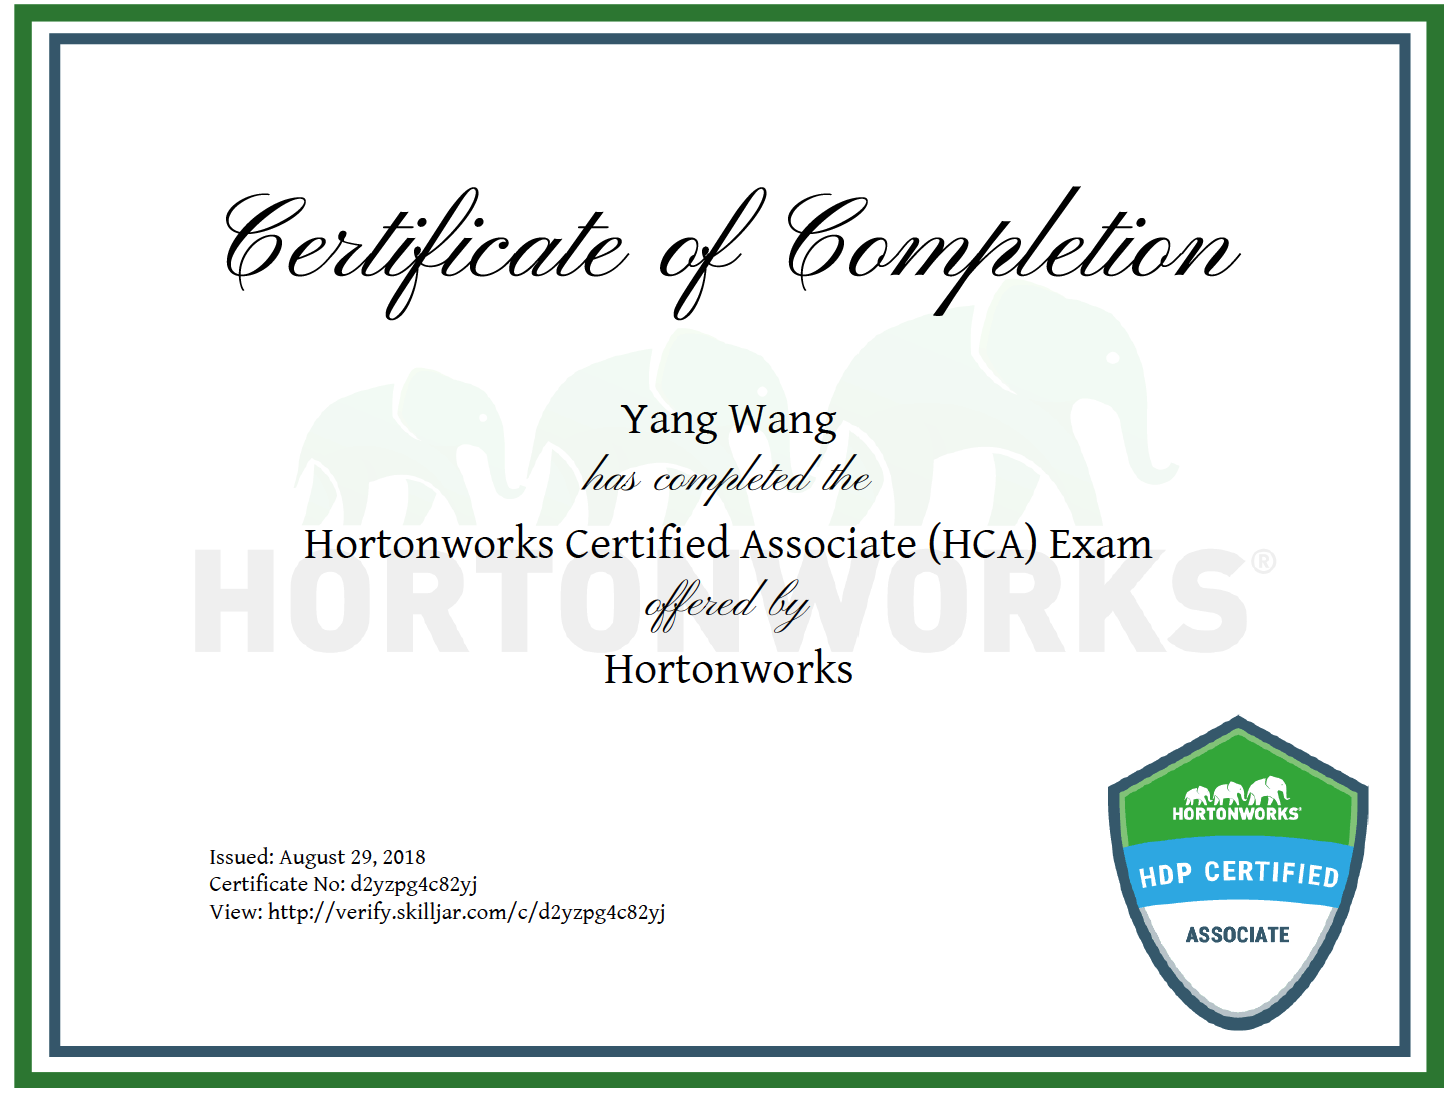 Certificate of Completion
Yang Wang
has completed the
Hortonworks Certified Associate (HCA) Exam
offered by
HORTONWORKS®
Hortonworks
HORTONWORKS®
HDP CERTIFIED
ASSOCIATE
Issued: August 29, 2018
Certificate No: d2yzpg4c82yj
View: http://verify.skilljar.com/c/d2yzpg4c82yj